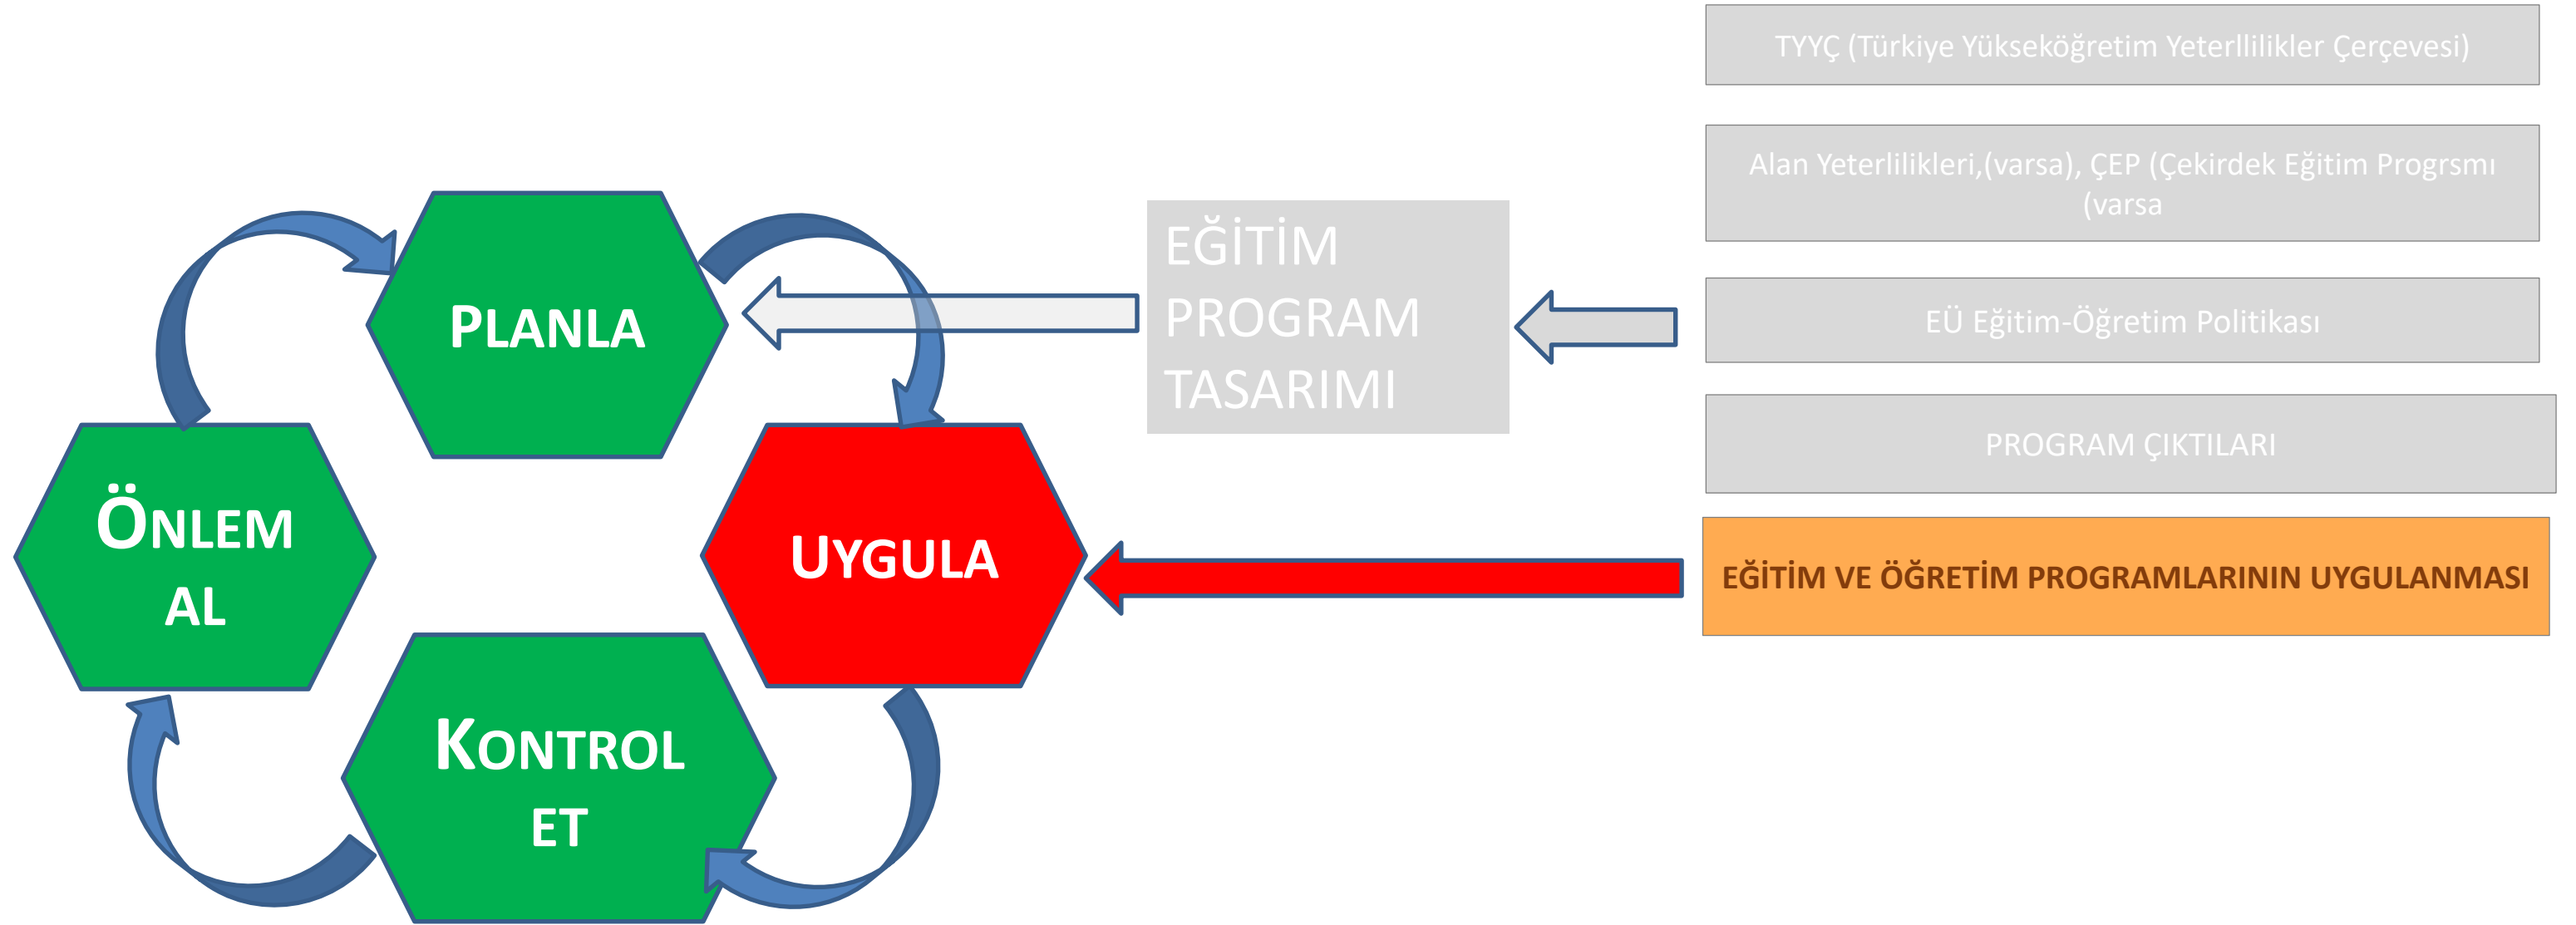 TYYÇ (Türkiye Yükseköğretim Yeterllilikler Çerçevesi)
Alan Yeterlilikleri,(varsa), ÇEP (Çekirdek Eğitim Progrsmı
(varsa
EÜ Eğitim-Öğretim Politikası
PROGRAM ÇIKTILARI
EĞİTİM VE ÖĞRETİM PROGRAMLARININ UYGULANMASI
EĞİTİM
PROGRAM
TASARIMI
PLANLA
UYGULA
KONTROL
ET
ÖNLEM
AL